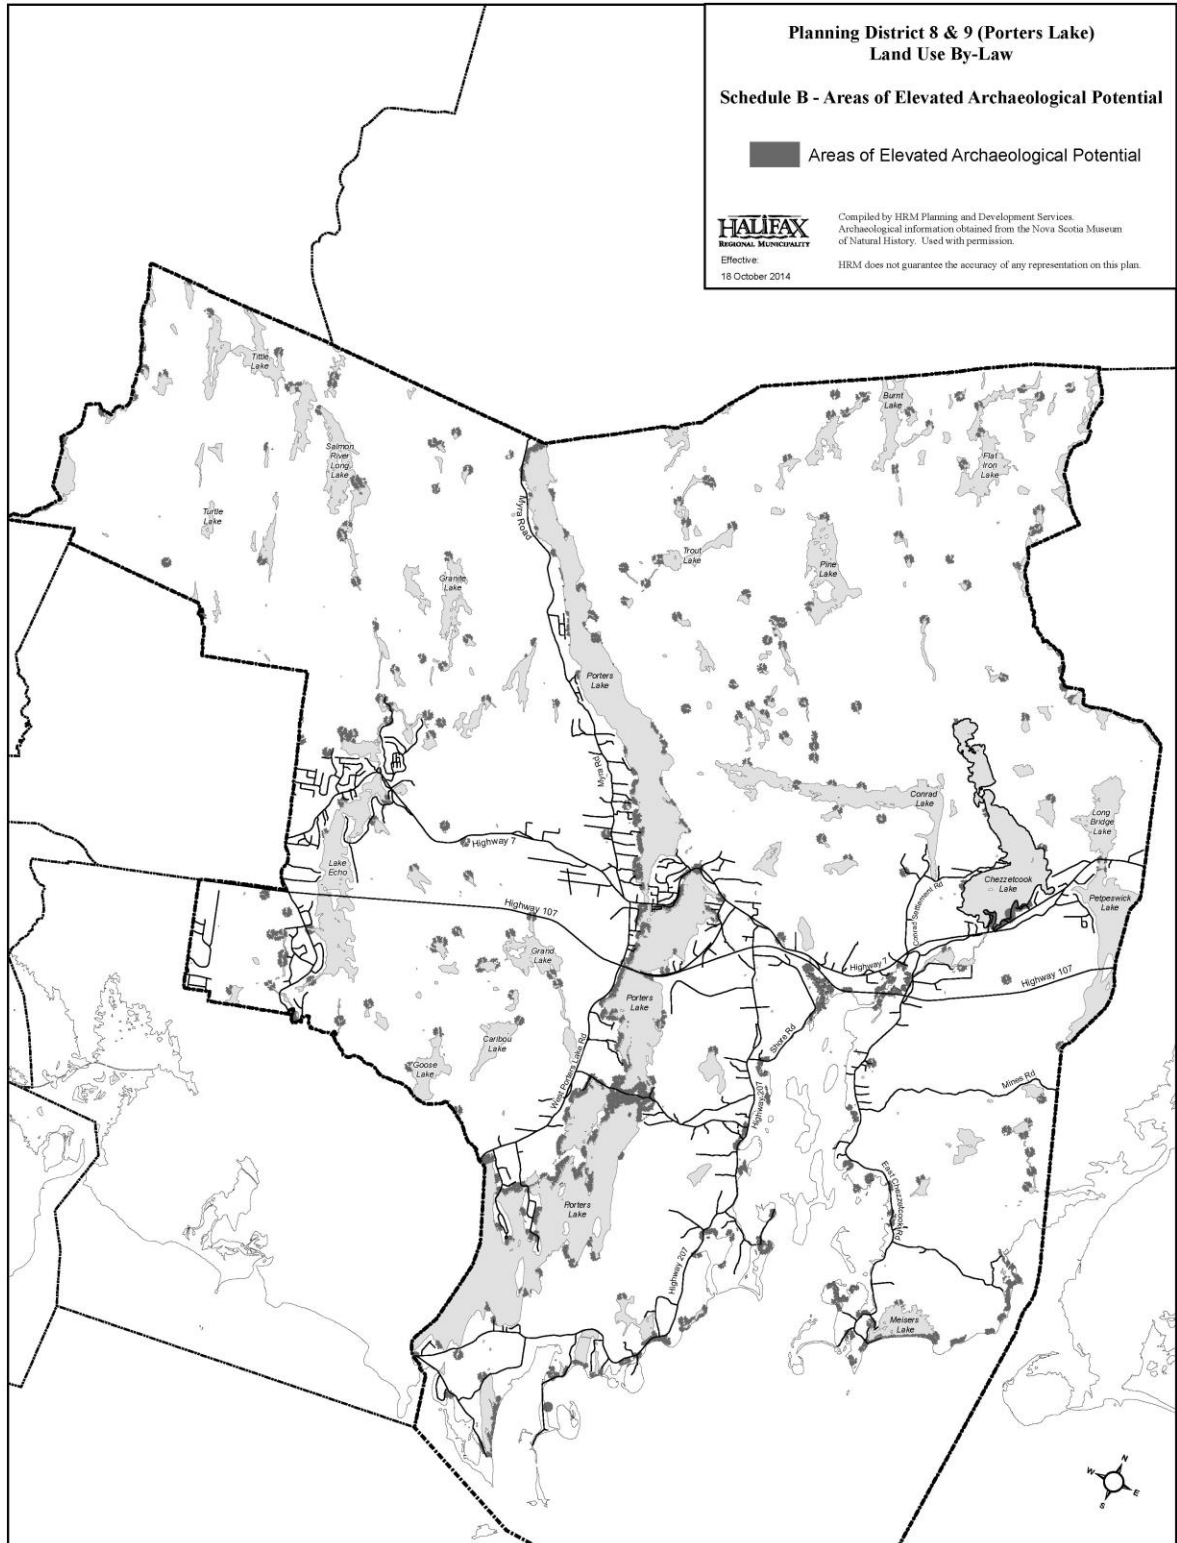 Planning District 8 & 9 (Porters Lake)
Land Use By-Law
Schedule B - Areas of Elevated Archaeological Potential
Areas of Elevated Archaeological Potential
HALIFAX
REGIONAL MUNICIPALITY
Effective:
18 October 2014
Compiled by HRM Planning and Development Services.
Archaeological information obtained from the Nova Scotia Museum
of Natural History. Used with permission.
HRM does not guarantee the accuracy of any representation on this plan.
Tittle
Lake
Burnt
Lake
Salmon
River
Long
Lake
Flat
Iron
Lake
Turtle
Lake
Myra Road
Trout
Lake
Pine
Lake
Granite
Lake
Porters
Lake
Myra Rd
Conrad
Lake
Long
Bridge
Lake
Highway 7
Lake
Echo
Chezzetcook
Lake
Petpeswick
Lake
Highway 107
Conrad Settlement Rd
Grand
Lake
Highway 7
Highway 107
Porters
Lake
Caribou
Lake
Shore Rd
Goose
Lake
West Porters Lake Rd
Mines Rd
Highway 207
East Chezzetcook Rd
Porters
Lake
Highway 207
Meisers
Lake
N
W
E
S